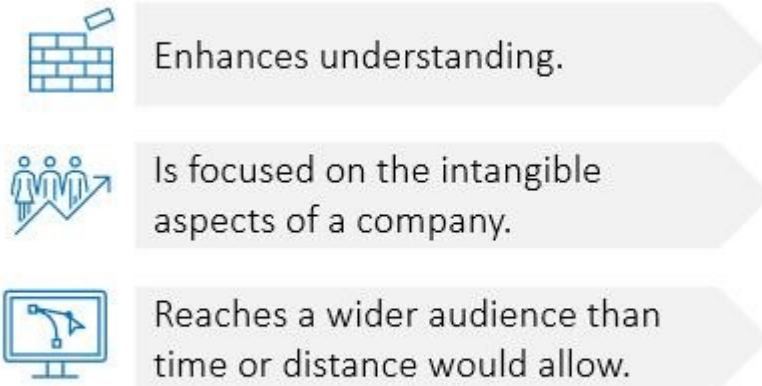 Enhances understanding.
Is focused on the intangible
aspects of a company.
Reaches a wider audience than
time or distance would allow.